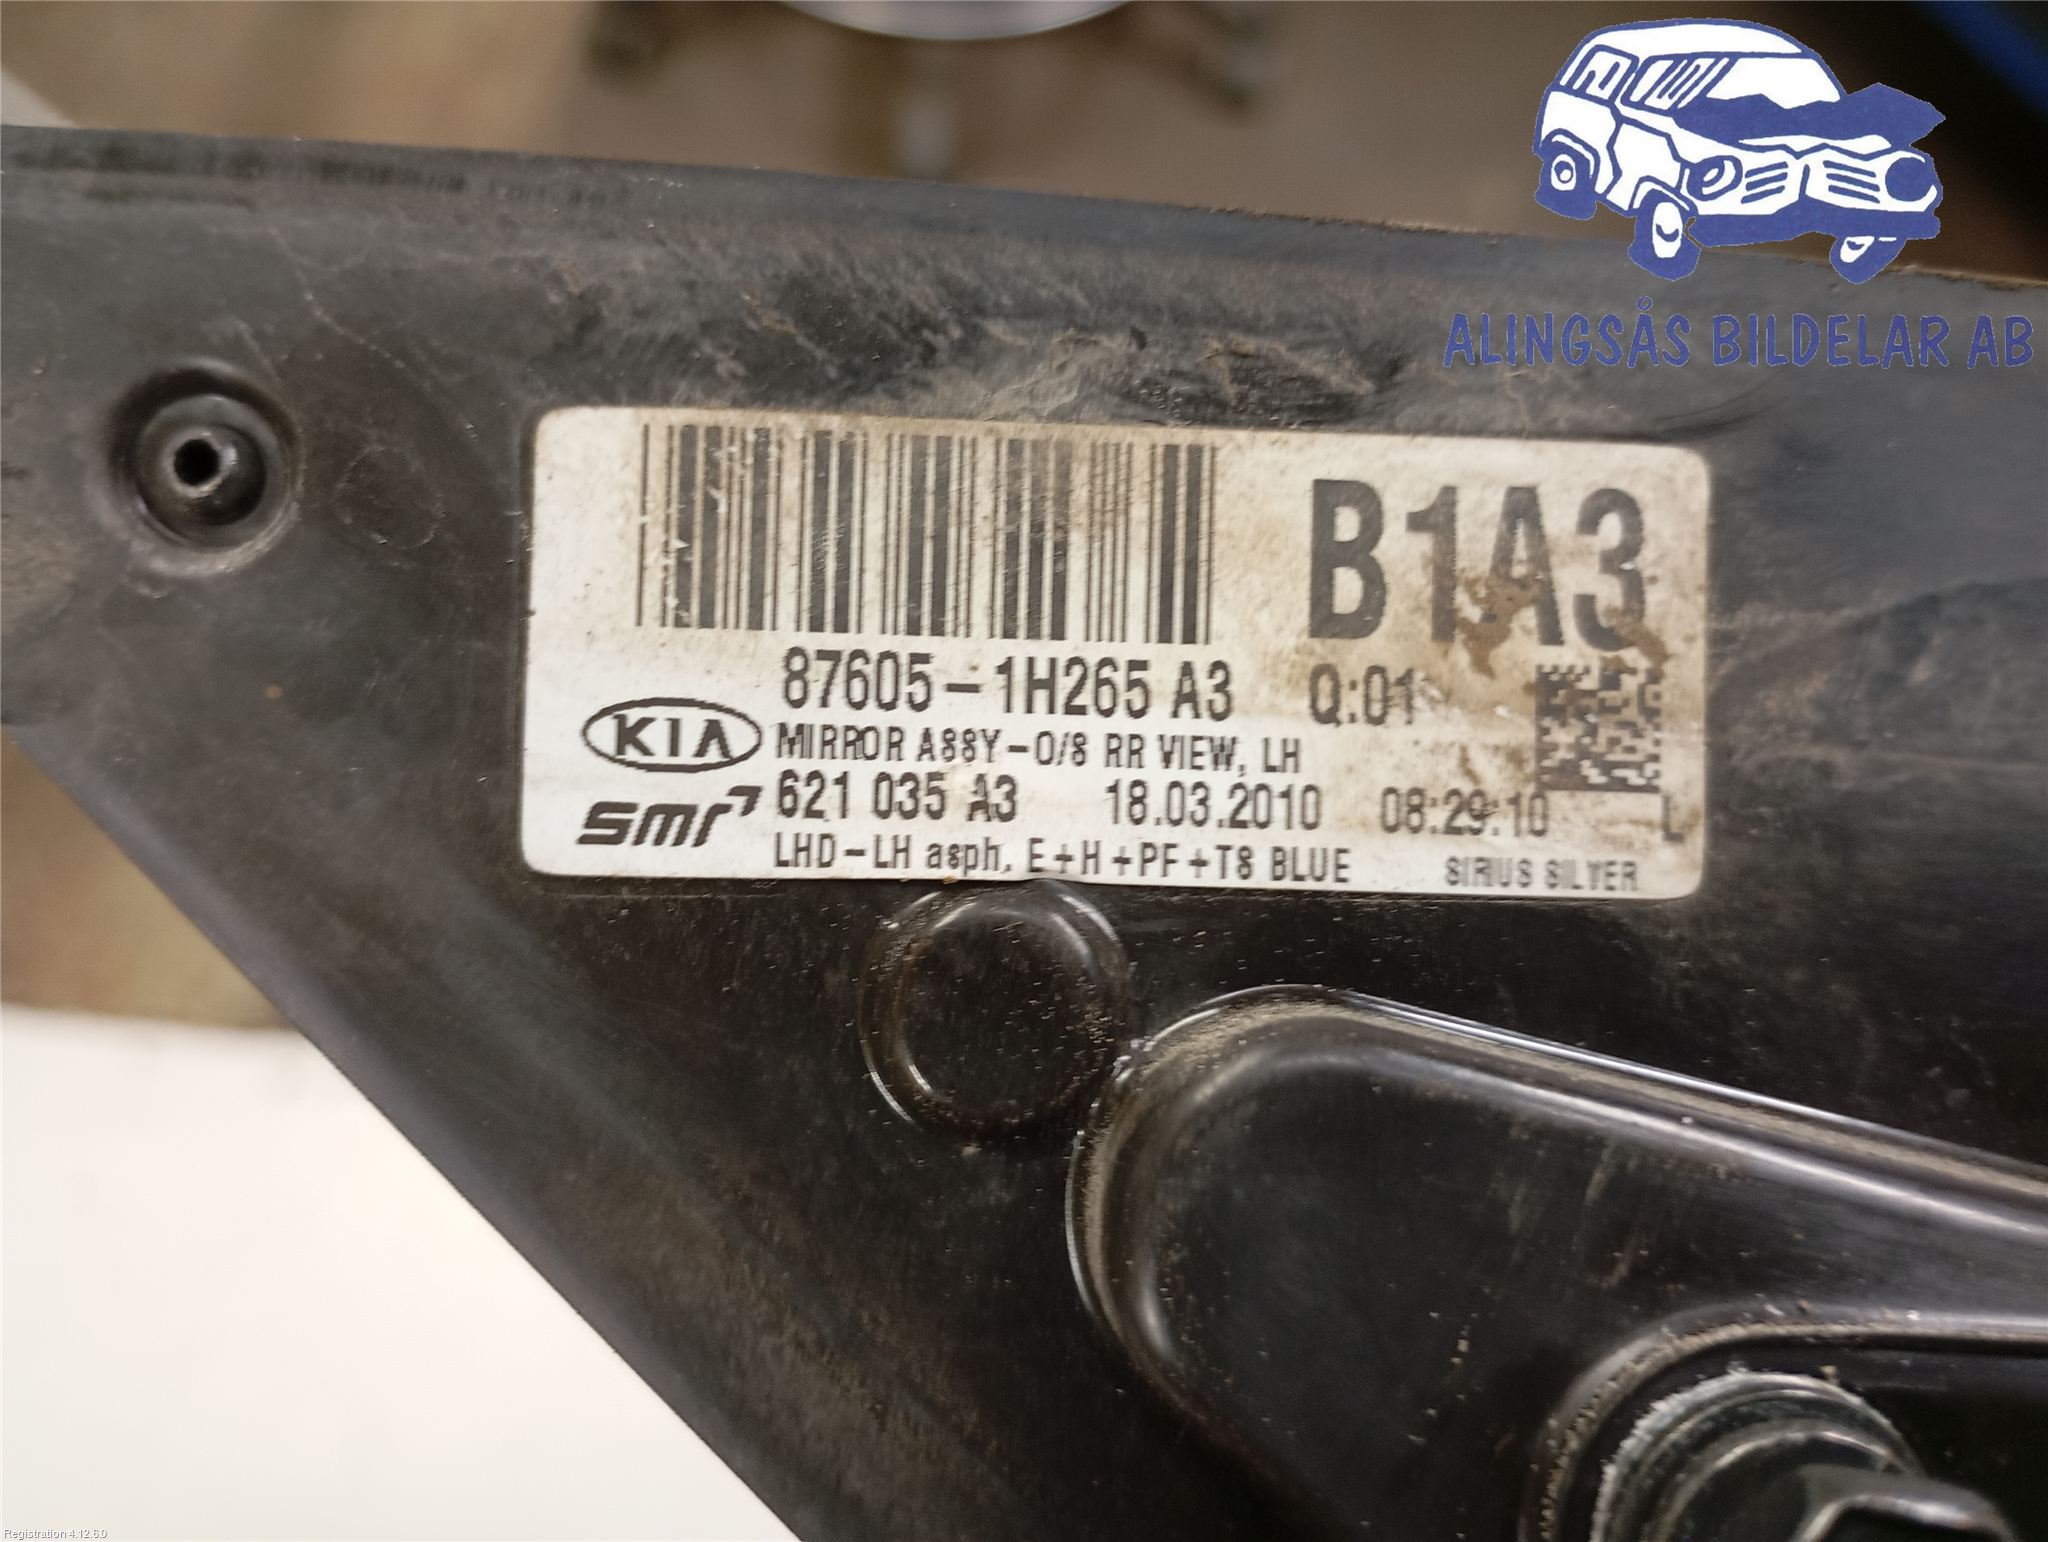 ALINGSÅS BILDELAR AB
B1A3
87605-1H265 A3 Q:01
KIA MIRROR ASSY-O/S RR VIEW, LH
smr 621 035 A3 18.03.2010 08:29:10 L
LHD-LH asph. E+H+PF+TS BLUE SIRIUS SILVER
Registration 4.12.6.0